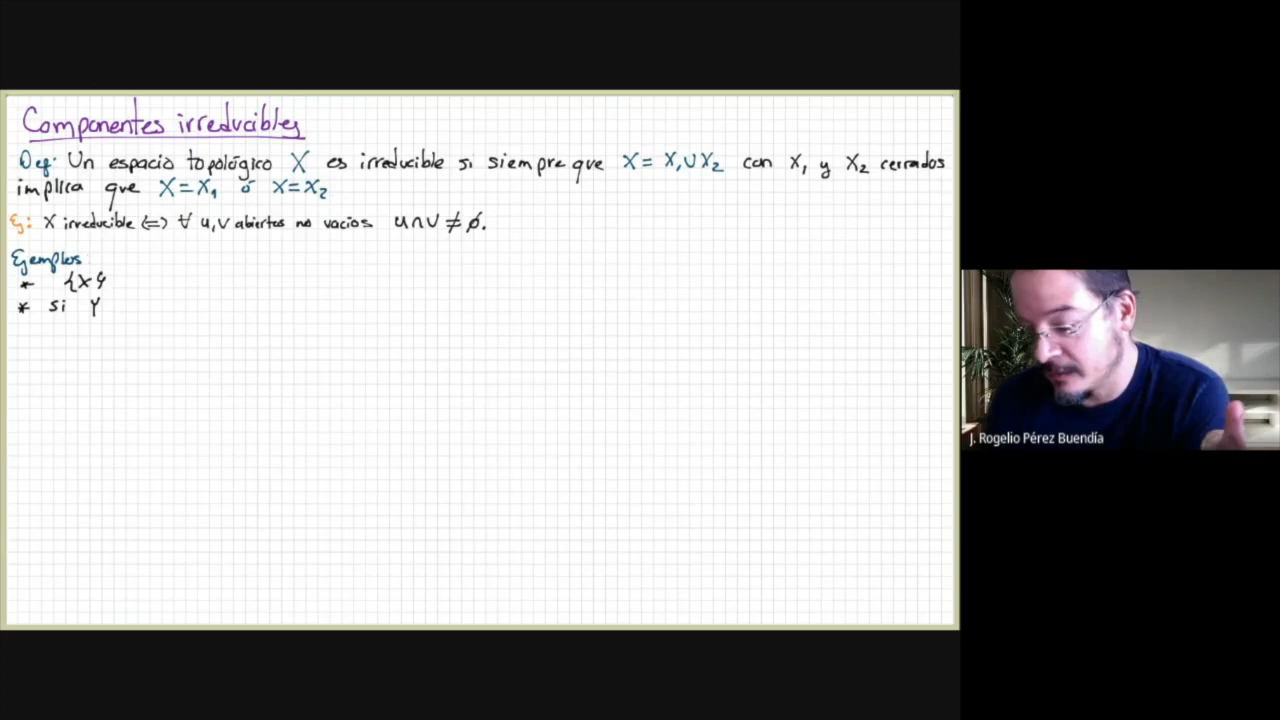 Componentes irreducibles
Def: Un espacio topológico X es irreducible si siempre que X = X₁ ∪ X₂ con X₁ y X₂ cerrados
implica que X = X₁ ó X = X₂
Ej: X irreducible ⇔ ∀ u, v abiertos no vacios u ∩ v ≠ ∅.
Ejemplos
* {x}
* si Y
J. Rogelio Pérez Buendía